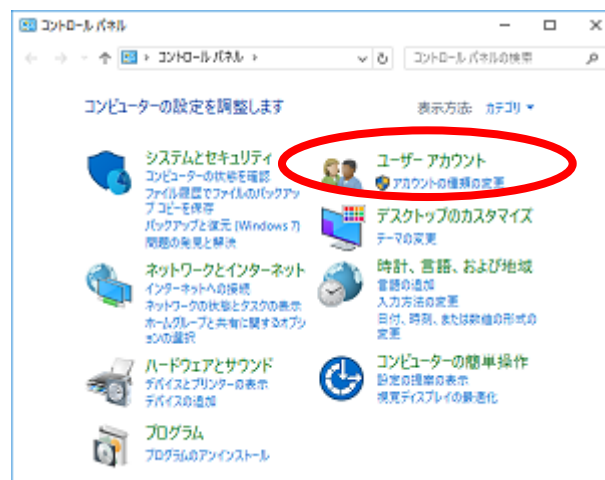 コントロール パネル
コントロール パネル
コントロール パネルの検索
コンピューターの設定を調整します
表示方法: カテゴリ
システムとセキュリティ
コンピューターの状態を確認
ファイル履歴でファイルのバックアッ
プ コピーを保存
バックアップと復元 (Windows 7)
問題の発見と解決
ネットワークとインターネット
インターネットへの接続
ネットワークの状態とタスクの表示
ホームグループと共有に関するオプシ
ョンの選択
ハードウェアとサウンド
デバイスとプリンターの表示
デバイスの追加
プログラム
プログラムのアンインストール
ユーザー アカウント
アカウントの種類の変更
デスクトップのカスタマイズ
テーマの変更
時計、言語、および地域
言語の追加
入力方法の変更
日付、時刻、または数値の形式の
変更
コンピューターの簡単操作
設定の提案の表示
視覚ディスプレイの最適化